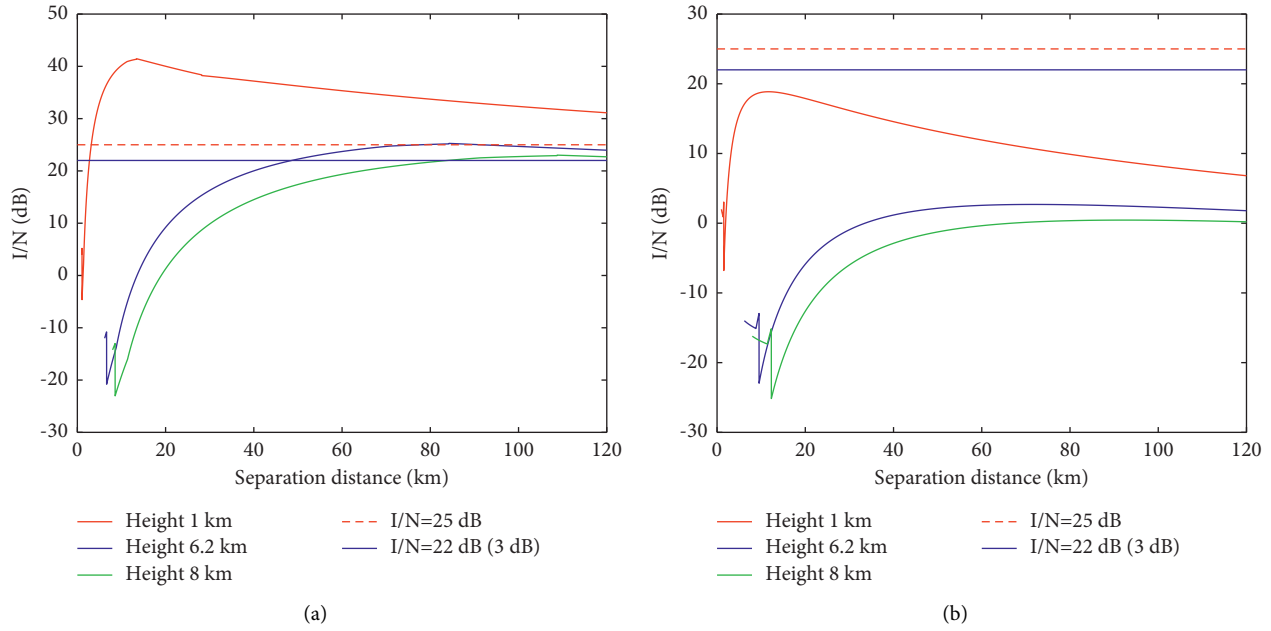 50
40
30
20
10
0
-10
-20
-30
I/N (dB)
0 20 40 60 80 100 120
Separation distance (km)
Height 1 km
Height 6.2 km
Height 8 km
I/N=25 dB
I/N=22 dB (3 dB)
(a)
30
20
10
0
-10
-20
-30
I/N (dB)
0 20 40 60 80 100 120
Separation distance (km)
Height 1 km
Height 6.2 km
Height 8 km
I/N=25 dB
I/N=22 dB (3 dB)
(b)